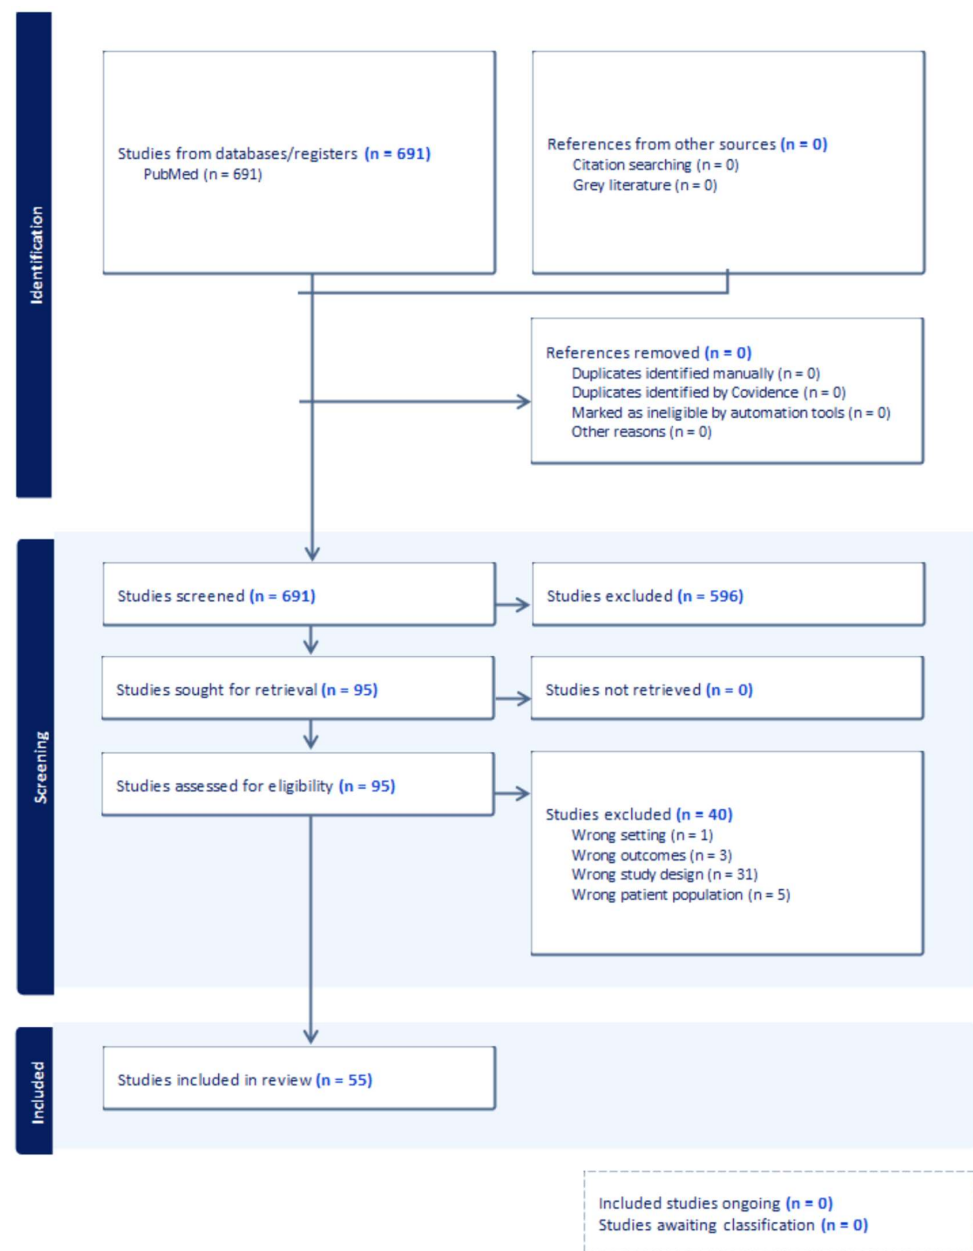 Identification
Studies from databases/registers (n = 691)
PubMed (n = 691)
References from other sources (n = 0)
Citation searching (n = 0)
Grey literature (n = 0)
References removed (n = 0)
Duplicates identified manually (n = 0)
Duplicates identified by Covidence (n = 0)
Marked as ineligible by automation tools (n = 0)
Other reasons (n = 0)
Screening
Studies screened (n = 691)
Studies excluded (n = 596)
Studies sought for retrieval (n = 95)
Studies not retrieved (n = 0)
Studies assessed for eligibility (n = 95)
Studies excluded (n = 40)
Wrong setting (n = 1)
Wrong outcomes (n = 3)
Wrong study design (n = 31)
Wrong patient population (n = 5)
Included
Studies included in review (n = 55)
Included studies ongoing (n = 0)
Studies awaiting classification (n = 0)